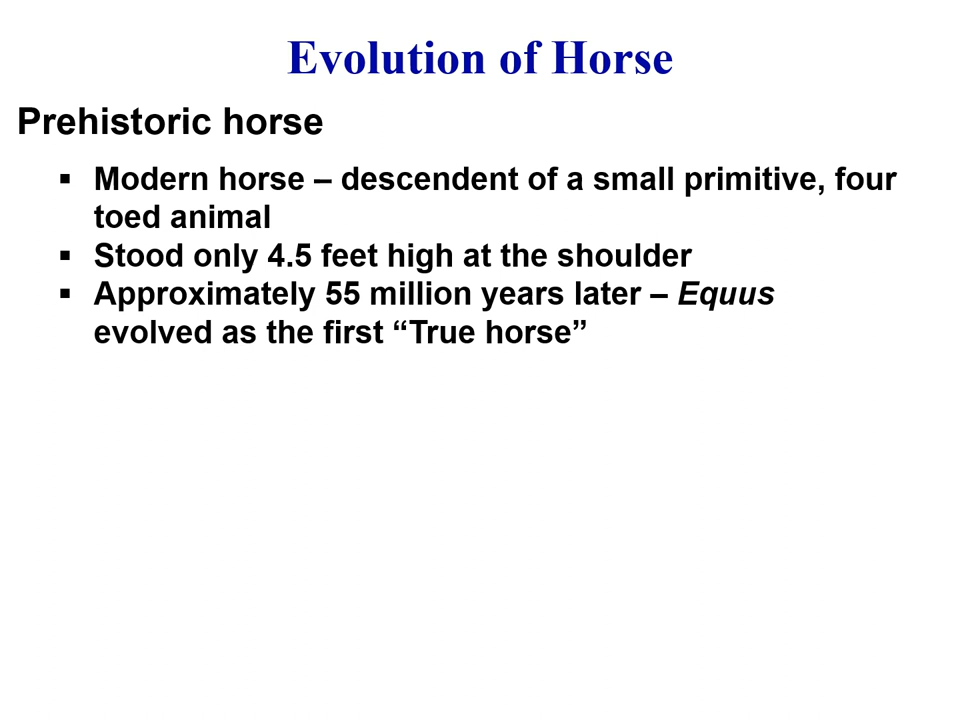 Evolution of Horse
Prehistoric horse
▪ Modern horse – descendent of a small primitive, four
toed animal
▪ Stood only 4.5 feet high at the shoulder
▪ Approximately 55 million years later – Equus
evolved as the first “True horse”